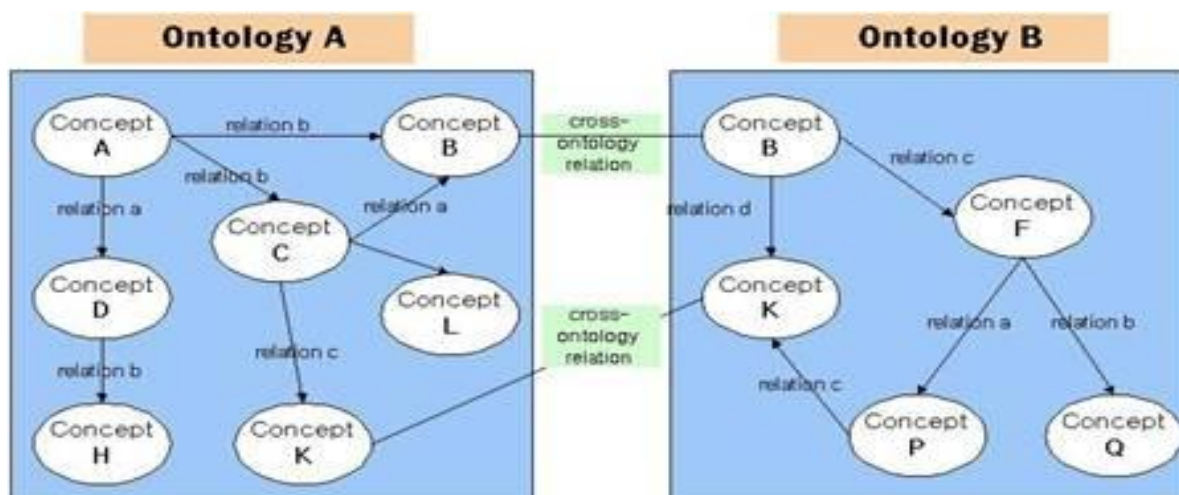 Ontology A
Ontology B
Concept
A
relation b
Concept
B
cross-
ontology
relation
Concept
B
relation b
relation c
relation a
relation a
relation d
Concept
C
Concept
F
Concept
D
Concept
L
Concept
K
cross-
ontology
relation
relation a
relation b
relation c
relation b
relation c
Concept
H
Concept
K
Concept
P
Concept
Q